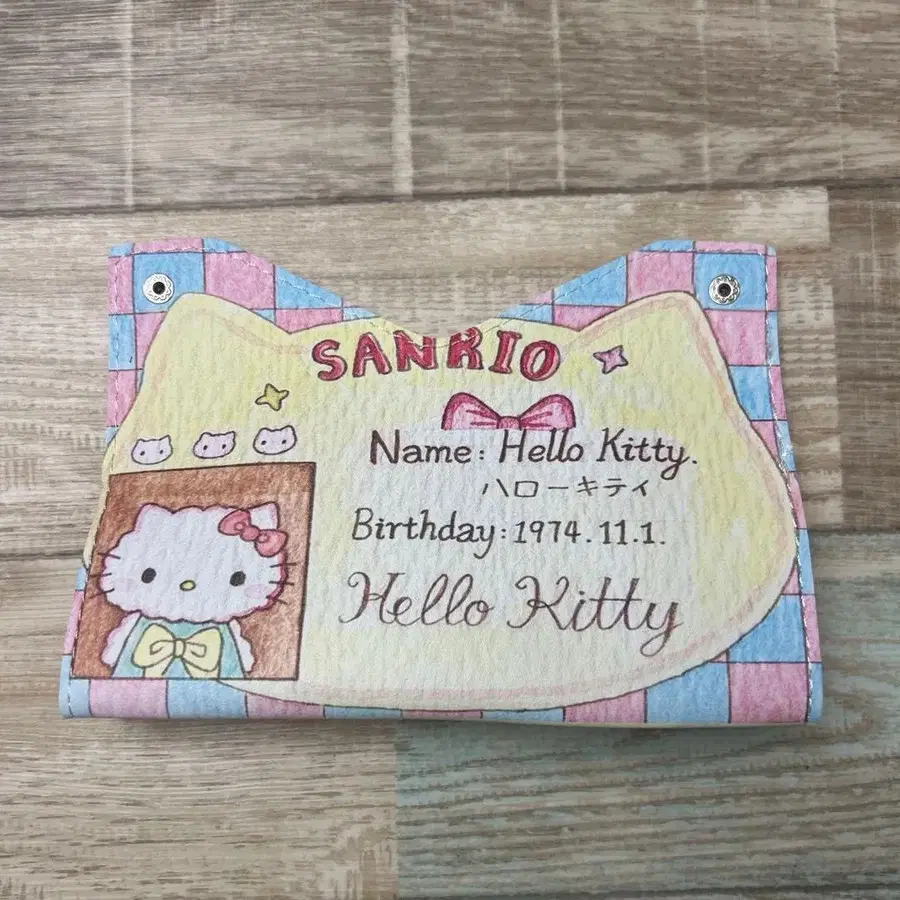 SANRIO
Name: Hello Kitty.
ハローキティ
Birthday: 1974.11.1.
Hello Kitty